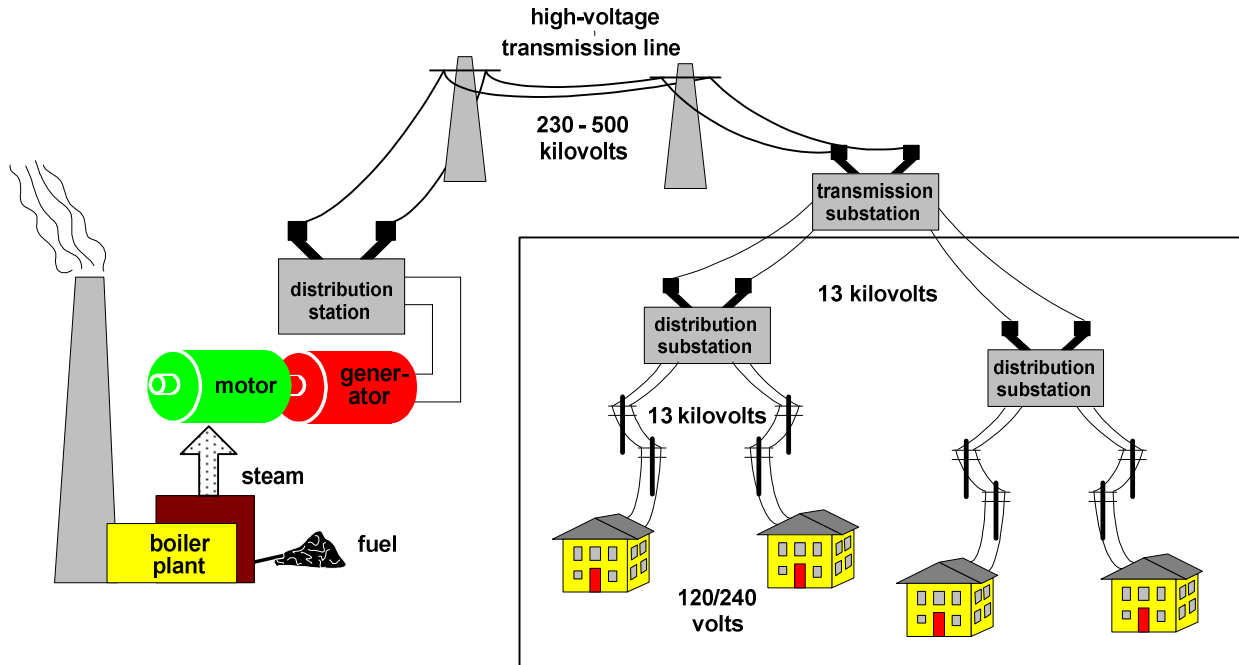 high-voltage
transmission line
230 - 500
kilovolts
transmission
substation
distribution
station
13 kilovolts
distribution
substation
distribution
substation
motor
gener-
ator
13 kilovolts
steam
boiler
plant
fuel
120/240
volts